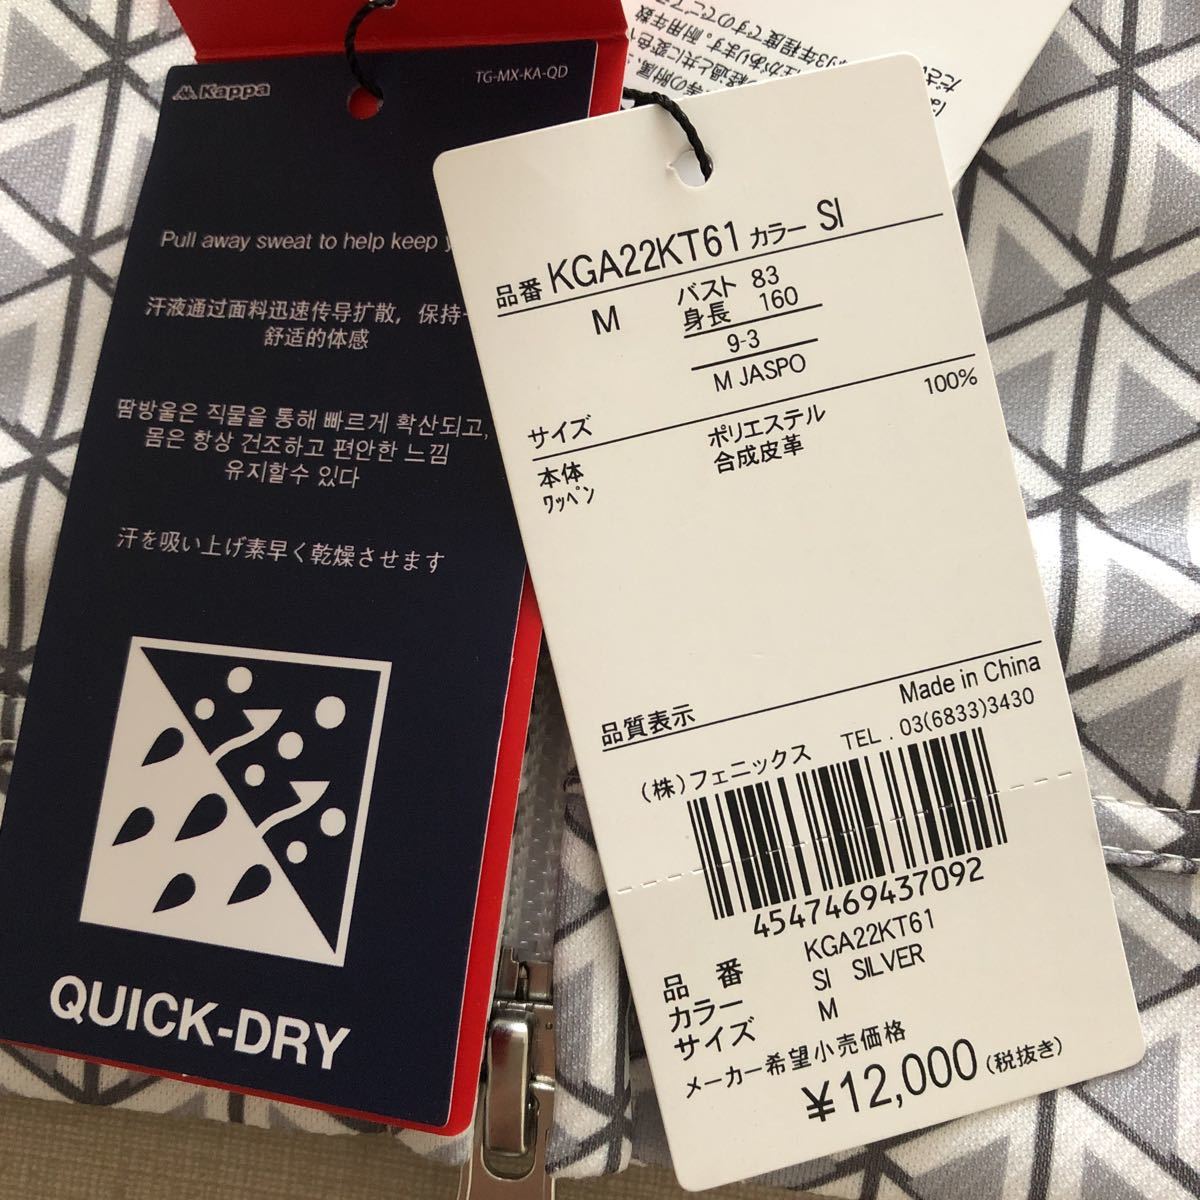 Kappa
TG-MX-KA-QD
Pull away sweat to help keep
汗液通过面料迅速传导扩散，保持
舒适的体感
땀방울은 직물을 통해 빠르게 확산되고,
몸은 항상 건조하고 편안한 느낌
유지할수 있다
汗を吸い上げ素早く乾燥させます
QUICK-DRY
品番 KGA22KT61 カラー SI
M バスト 83
身長 160
9-3
M JASPO
サイズ
本体 ポリエステル 100%
ワッペン 合成皮革
品質表示 Made in China
(株)フェニックス TEL. 03(6833)3430
4547469437092
品番 KGA22KT61
カラー SI SILVER
サイズ M
メーカー希望小売価格
¥12,000(税抜き)